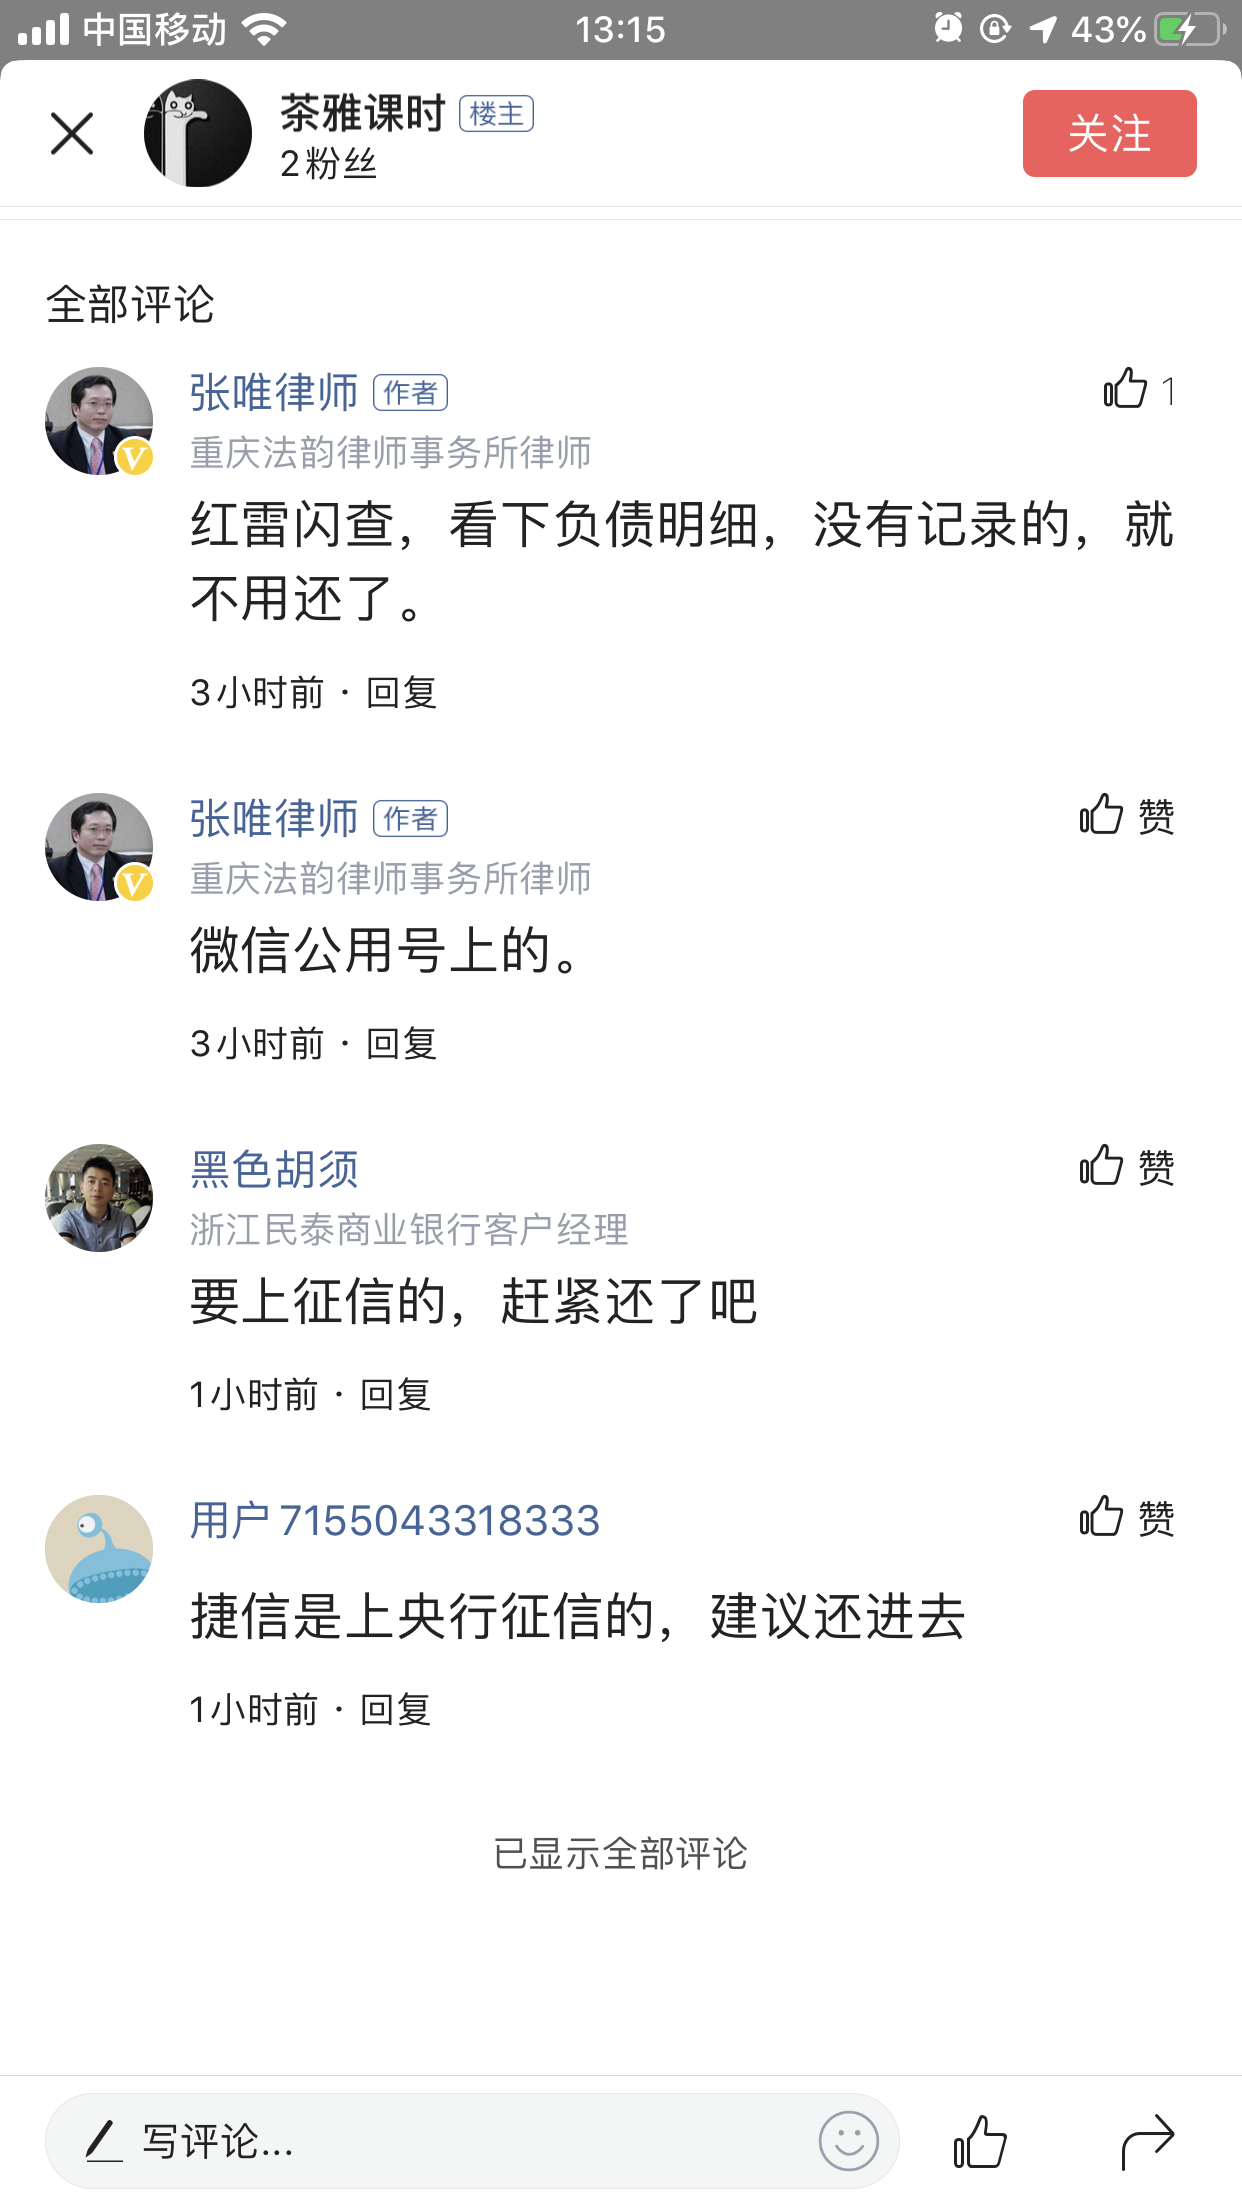 中国移动
13:15
43%
茶雅课时 楼主
2粉丝
关注
全部评论
张唯律师 作者
1
重庆法韵律师事务所律师
红雷闪查，看下负债明细，没有记录的，就
不用还了。
3小时前 · 回复
张唯律师 作者
赞
重庆法韵律师事务所律师
微信公用号上的。
3小时前 · 回复
黑色胡须
赞
浙江民泰商业银行客户经理
要上征信的，赶紧还了吧
1小时前 · 回复
用户7155043318333
赞
捷信是上央行征信的，建议还进去
1小时前 · 回复
已显示全部评论
写评论...